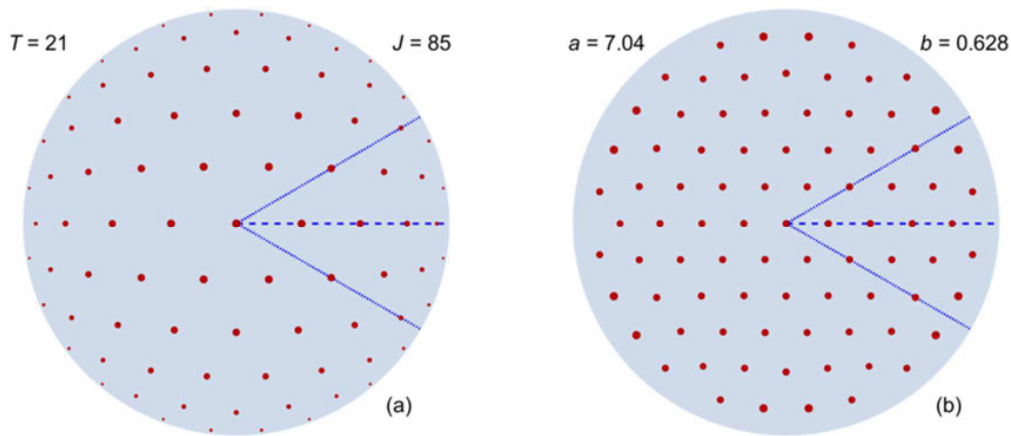 T = 21
J = 85
a = 7.04
b = 0.628
(a)
(b)